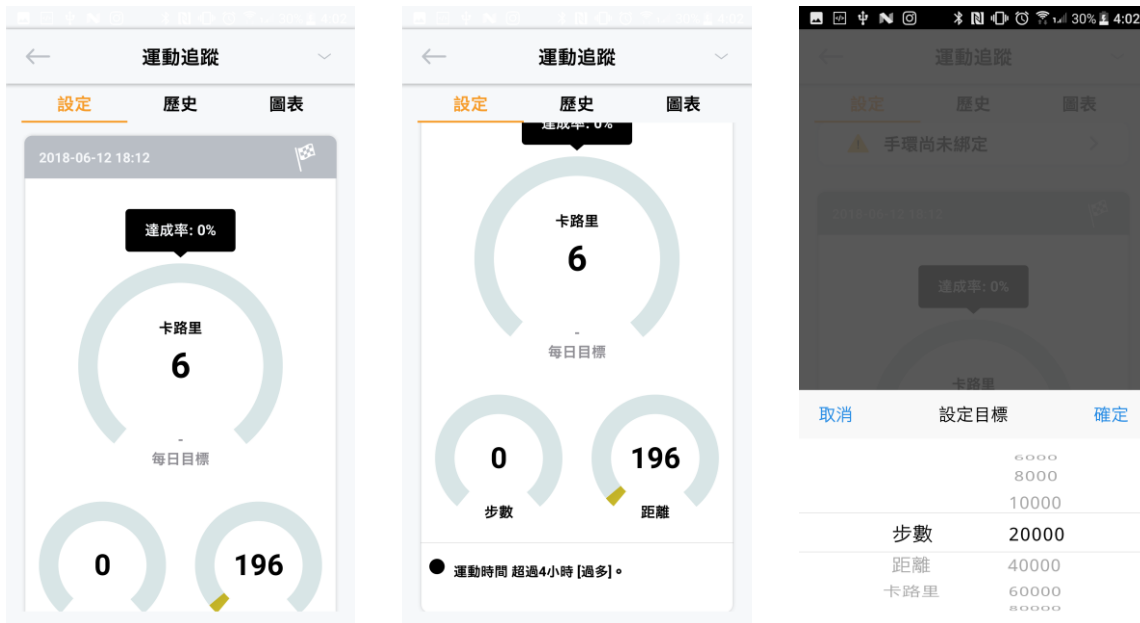 運動追蹤
設定 歷史 圖表
2018-06-12 18:12
達成率: 0%
卡路里
6
-
每日目標
0 196
運動追蹤
設定 歷史 圖表
達成率: 0%
卡路里
6
-
每日目標
0 196
步數 距離
運動時間 超過4小時 [過多]。
30% 4:02
運動追蹤
設定 歷史 圖表
手環尚未綁定
2018-06-12 18:12
達成率: 0%
卡路里
取消 設定目標 確定
6000
8000
10000
步數 20000
距離 40000
卡路里 60000
80000